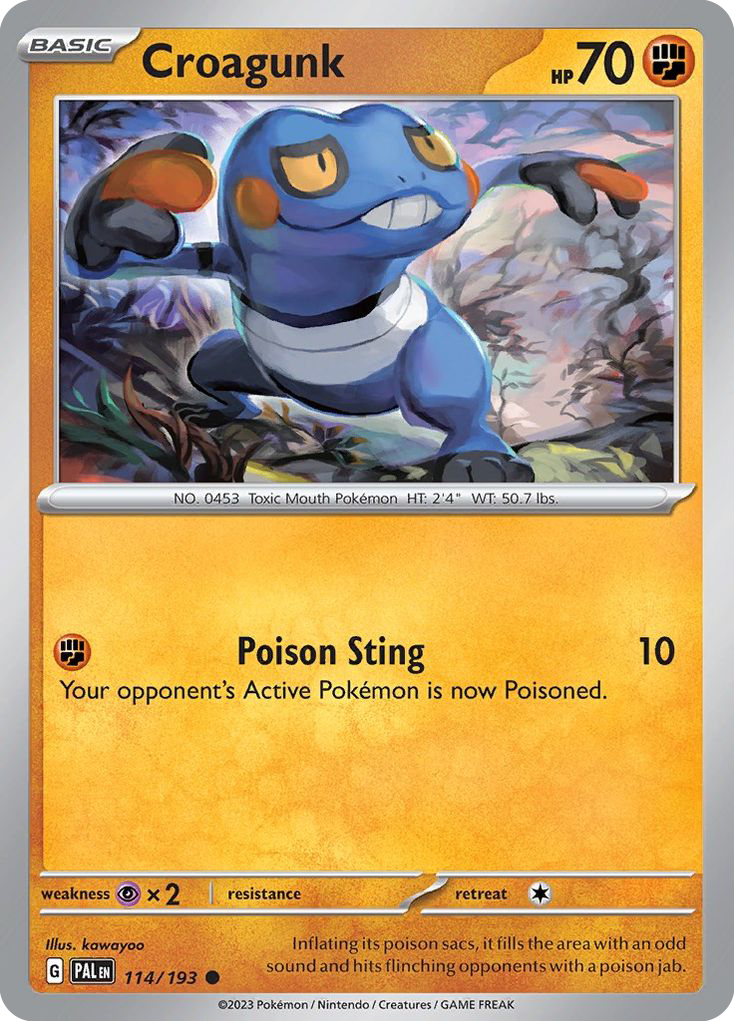 BASIC
Croagunk
HP 70
NO. 0453 Toxic Mouth Pokémon HT: 2'4" WT: 50.7 lbs.
Poison Sting 10
Your opponent's Active Pokémon is now Poisoned.
weakness ×2 resistance retreat
Illus. kawayoo
Inflating its poison sacs, it fills the area with an odd
sound and hits flinching opponents with a poison jab.
G PAL EN 114/193
©2023 Pokémon / Nintendo / Creatures / GAME FREAK